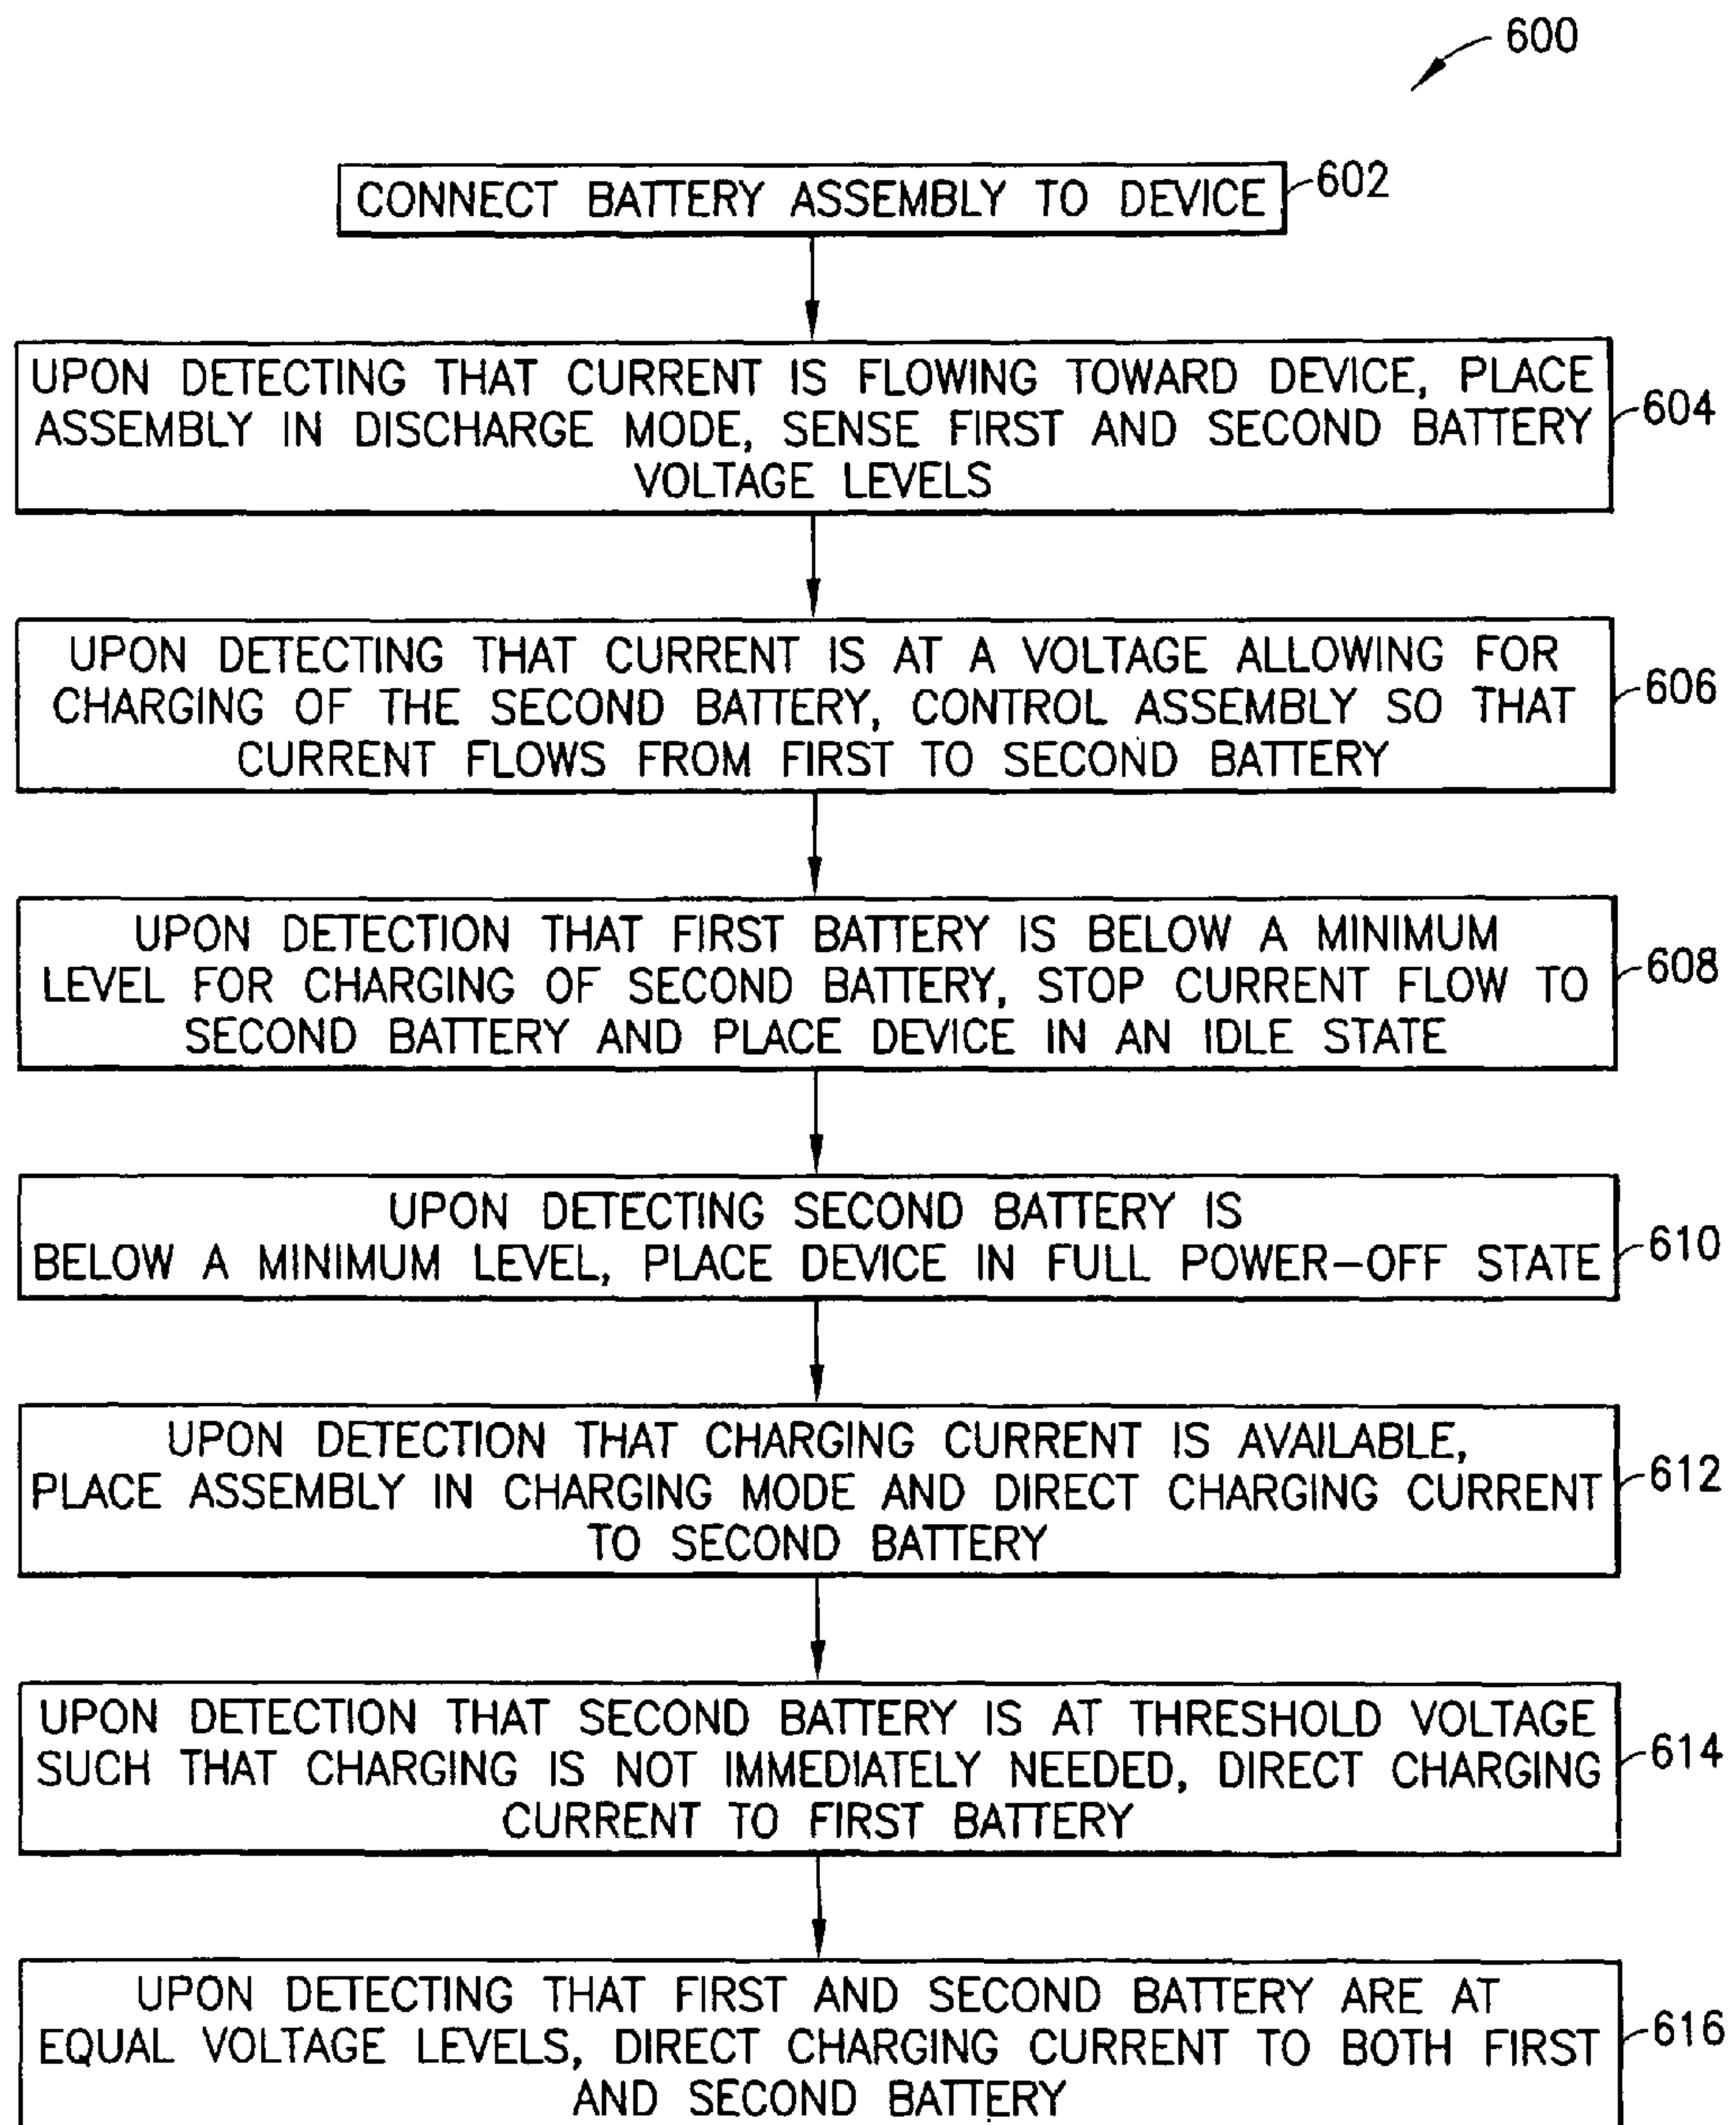 600
CONNECT BATTERY ASSEMBLY TO DEVICE
602
UPON DETECTING THAT CURRENT IS FLOWING TOWARD DEVICE, PLACE
ASSEMBLY IN DISCHARGE MODE, SENSE FIRST AND SECOND BATTERY
VOLTAGE LEVELS
604
UPON DETECTING THAT CURRENT IS AT A VOLTAGE ALLOWING FOR
CHARGING OF THE SECOND BATTERY, CONTROL ASSEMBLY SO THAT
CURRENT FLOWS FROM FIRST TO SECOND BATTERY
606
UPON DETECTION THAT FIRST BATTERY IS BELOW A MINIMUM
LEVEL FOR CHARGING OF SECOND BATTERY, STOP CURRENT FLOW TO
SECOND BATTERY AND PLACE DEVICE IN AN IDLE STATE
608
UPON DETECTING SECOND BATTERY IS
BELOW A MINIMUM LEVEL, PLACE DEVICE IN FULL POWER-OFF STATE
610
UPON DETECTION THAT CHARGING CURRENT IS AVAILABLE,
PLACE ASSEMBLY IN CHARGING MODE AND DIRECT CHARGING CURRENT
TO SECOND BATTERY
612
UPON DETECTION THAT SECOND BATTERY IS AT THRESHOLD VOLTAGE
SUCH THAT CHARGING IS NOT IMMEDIATELY NEEDED, DIRECT CHARGING
CURRENT TO FIRST BATTERY
614
UPON DETECTING THAT FIRST AND SECOND BATTERY ARE AT
EQUAL VOLTAGE LEVELS, DIRECT CHARGING CURRENT TO BOTH FIRST
AND SECOND BATTERY
616